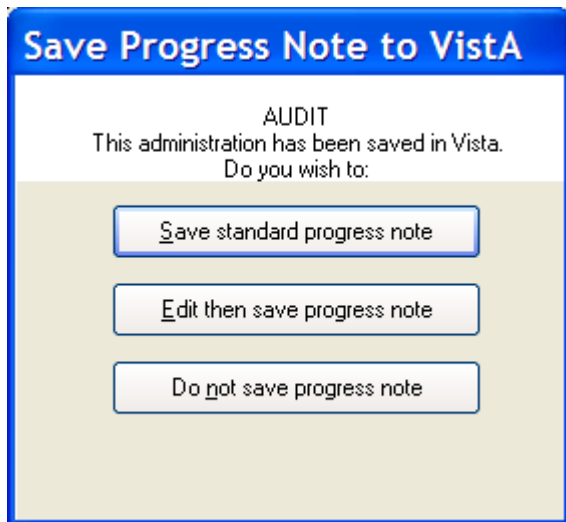 Save Progress Note to VistA
AUDIT
This administration has been saved in Vista.
Do you wish to:
Save standard progress note
Edit then save progress note
Do not save progress note